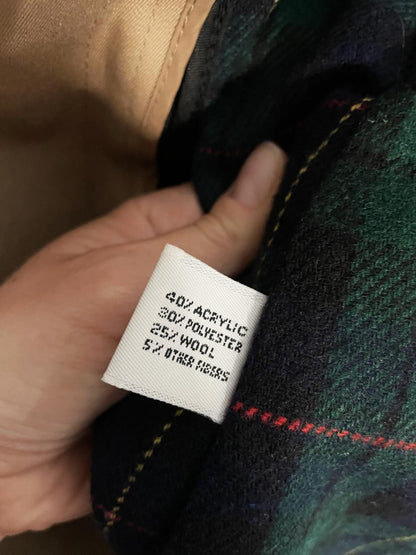 40% ACRYLIC
30% POLYESTER
25% WOOL
5% OTHER FIBERS